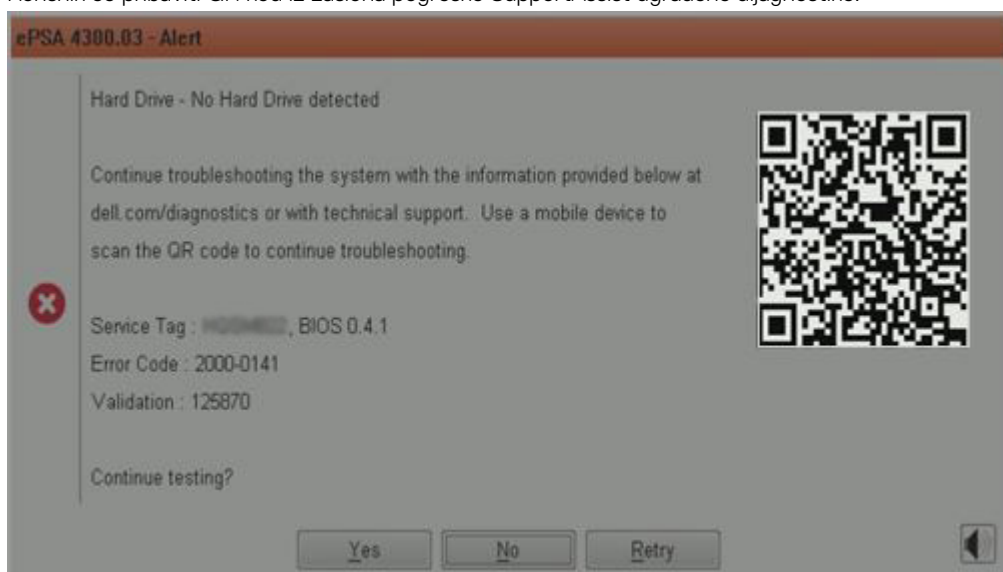 ePSA 4300.03 - Alert
Hard Drive - No Hard Drive detected
Continue troubleshooting the system with the information provided below at
dell.com/diagnostics or with technical support. Use a mobile device to
scan the QR code to continue troubleshooting.
Service Tag : , BIOS 0.4.1
Error Code : 2000-0141
Validation : 125870
Continue testing?
Yes
No
Retry